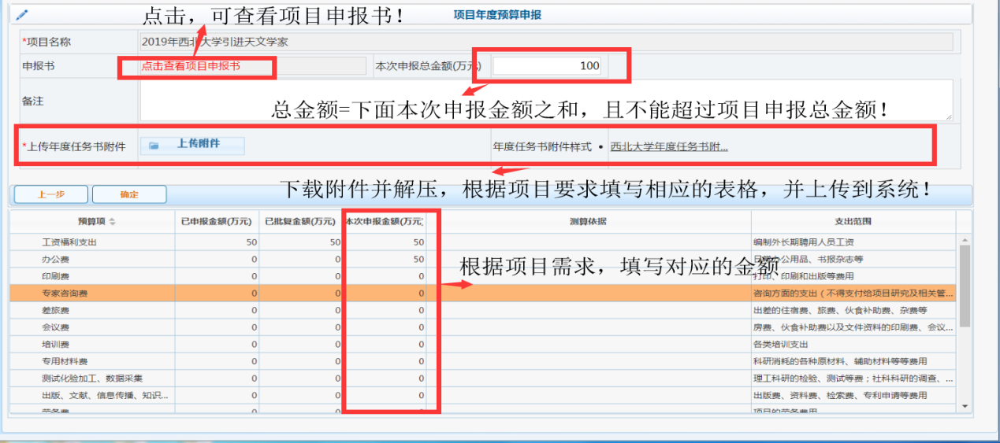 点击，可查看项目申报书！
项目年度预算申报
*项目名称 2019年西北大学引进天文学家
申报书 点击查看项目申报书 本次申报总金额(万元) 100
备注
总金额=下面本次申报金额之和，且不能超过项目申报总金额！
*上传年度任务书附件 上传附件 年度任务书附件样式 • 西北大学年度任务书附...
下载附件并解压，根据项目要求填写相应的表格，并上传到系统！
上一步 确定
预算项 已申报金额(万元) 已批复金额(万元) 本次申报金额(万元) 测算依据 支出范围
工资福利支出 50 50 50 编制外长期聘用人员工资
办公费 0 0 50 日常办公用品、书报杂志等
根据项目需求，填写对应的金额
印刷费 0 0 0 打印、印刷和出版等费用
专家咨询费 0 0 0 咨询方面的支出（不得支付给项目研究及相关管...
差旅费 0 0 0 出差的住宿费、旅费、伙食补助费、杂费等
会议费 0 0 0 房费、伙食补助费以及文件资料的印刷费、会议...
培训费 0 0 0 各类培训支出
专用材料费 0 0 0 科研消耗的各种原材料、辅助材料等等费用
测试化验加工、数据采集 0 0 0 理工科研的检验、测试等费；社科科研的调查、...
出版、文献、信息传播、知识... 0 0 0 出版费、资料费、检索费、专利申请等费用
劳务费 0 0 0 项目的劳务费用